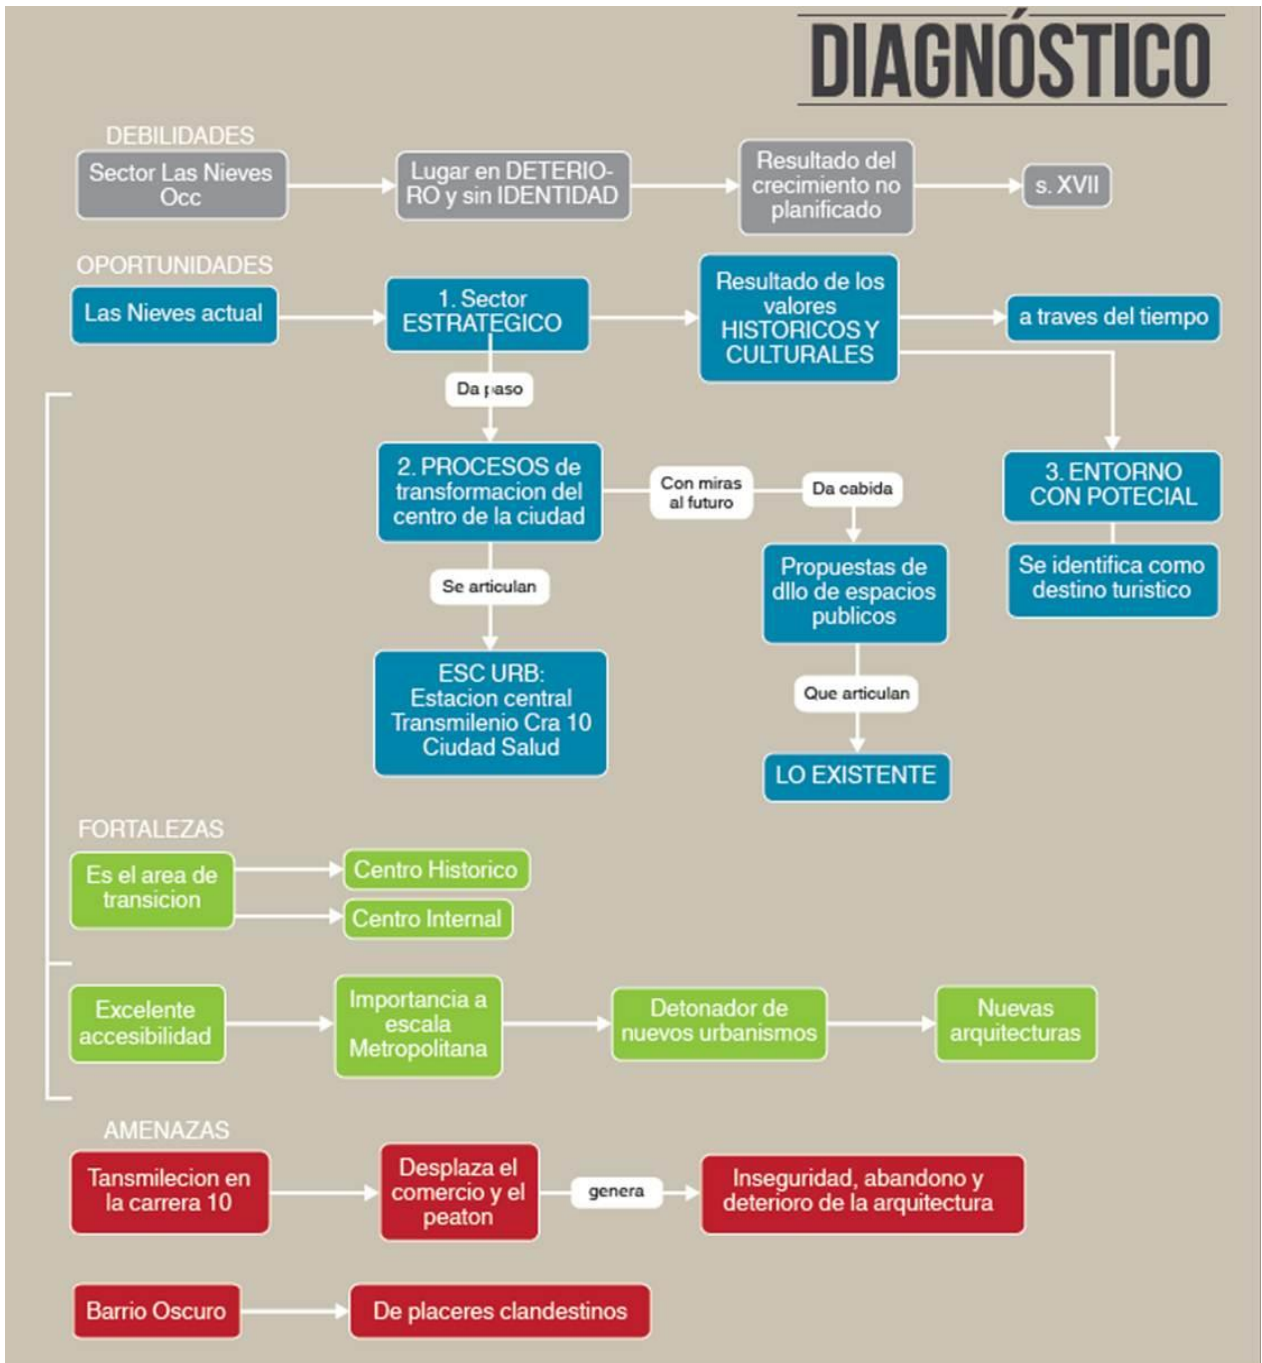 DIAGNÓSTICO
DEBILIDADES
Sector Las Nieves
Occ
Lugar en DETERIO-
RO y sin IDENTIDAD
Resultado del
crecimiento no
planificado
s. XVII
OPORTUNIDADES
Las Nieves actual
1. Sector
ESTRATEGICO
Resultado de los
valores
HISTORICOS Y
CULTURALES
a traves del tiempo
Da paso
2. PROCESOS de
transformacion del
centro de la ciudad
Con miras
al futuro
Da cabida
3. ENTORNO
CON POTECIAL
Se identifica como
destino turistico
Propuestas de
dllo de espacios
publicos
Se articulan
ESC URB:
Estacion central
Transmilenio Cra 10
Ciudad Salud
Que articulan
LO EXISTENTE
FORTALEZAS
Es el area de
transicion
Centro Historico
Centro Internal
Excelente
accesibilidad
Importancia a
escala
Metropolitana
Detonador de
nuevos urbanismos
Nuevas
arquitecturas
AMENAZAS
Tansmilecion en
la carrera 10
Desplaza el
comercio y el
peaton
genera
Inseguridad, abandono y
deterioro de la arquitectura
Barrio Oscuro
De placeres clandestinos